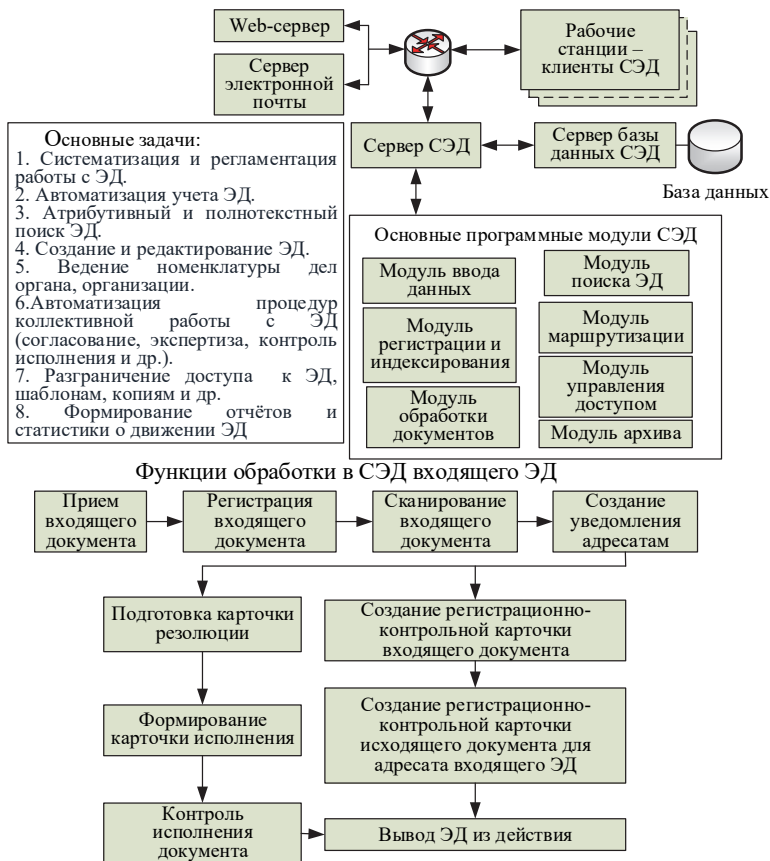 Web-сервер
Сервер
электронной
почты
Рабочие
станции –
клиенты СЭД
Сервер СЭД
Сервер базы
данных СЭД
База данных
Основные задачи:
1. Систематизация и регламентация
работы с ЭД.
2. Автоматизация учета ЭД.
3. Атрибутивный и полнотекстный
поиск ЭД.
4. Создание и редактирование ЭД.
5. Ведение номенклатуры дел
органа, организации.
6.Автоматизация процедур
коллективной работы с ЭД
(согласование, экспертиза, контроль
исполнения и др.).
7. Разграничение доступа к ЭД,
шаблонам, копиям и др.
8. Формирование отчётов и
статистики о движении ЭД
Основные программные модули СЭД
Модуль ввода
данных
Модуль
регистрации и
индексирования
Модуль
обработки
документов
Модуль
поиска ЭД
Модуль
маршрутизации
Модуль
управления
доступом
Модуль архива
Функции обработки в СЭД входящего ЭД
Прием
входящего
документа
Регистрация
входящего
документа
Сканирование
входящего
документа
Создание
уведомления
адресатам
Подготовка карточки
резолюции
Формирование
карточки исполнения
Контроль
исполнения
документа
Создание регистрационно-
контрольной карточки
входящего документа
Создание регистрационно-
контрольной карточки
исходящего документа для
адресата входящего ЭД
Вывод ЭД из действия